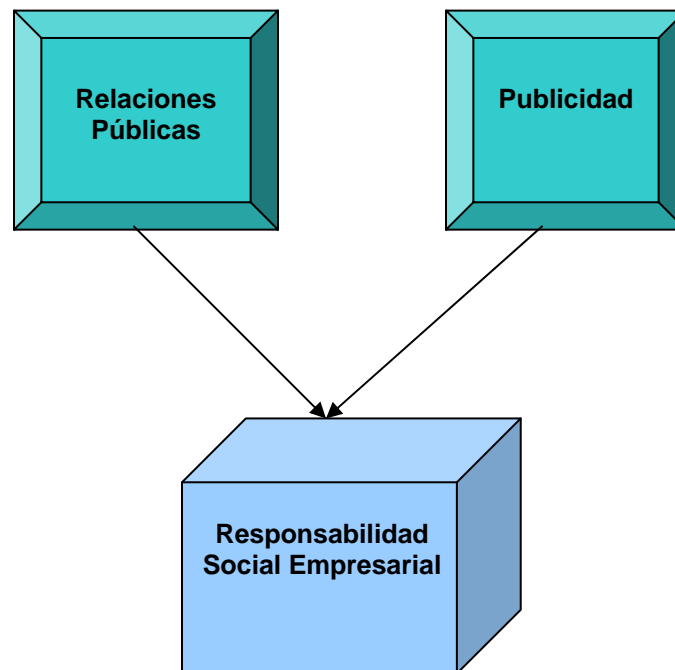 Relaciones
Públicas
Publicidad
Responsabilidad
Social Empresarial